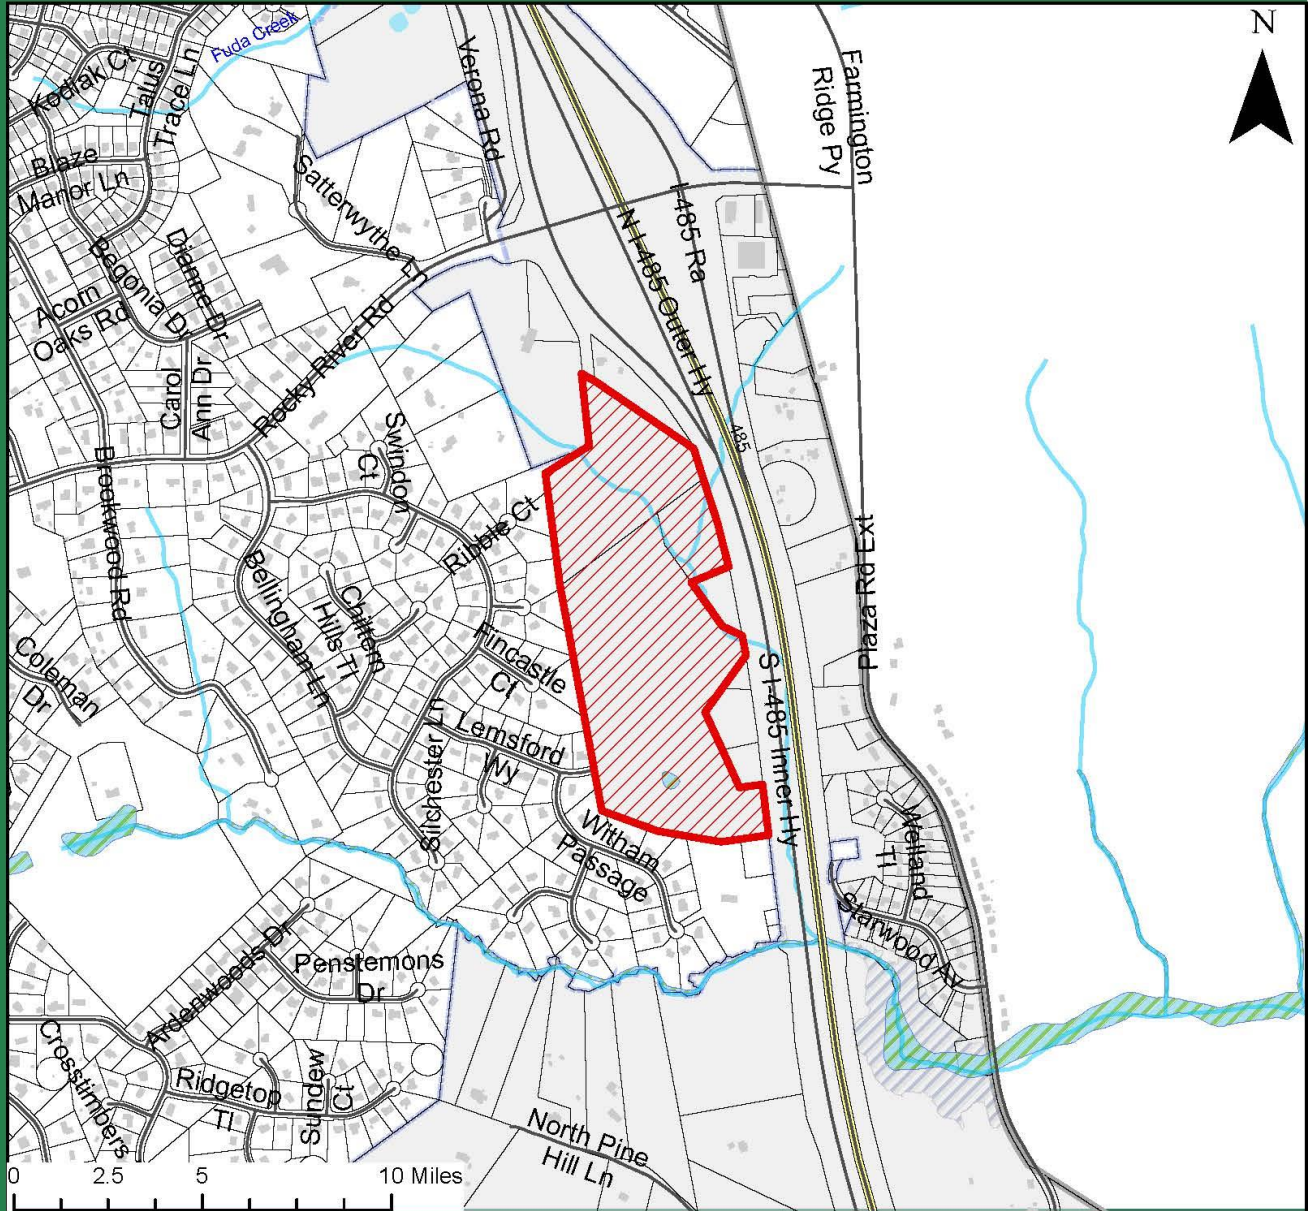 N
Fuda Creek
Kodiak Ct
Talus
Trace Ln
Verona Rd
Farmington
Ridge Py
Blaze
Manor Ln
Satterwythe Ln
I-485 Ra
N I-485 Outer Hy
Begonia Dr
Dianne Dr
Acorn
Oaks Rd
Rocky River Rd
Carol
Ann Dr
485
Swindon
Ct
Brookwood Rd
Ribble Ct
Plaza Rd Ext
Bellingham Ln
Chiltern
Hills Tl
Fincastle
Ct
Coleman
Dr
S I-485 Inner Hy
Silchester Ln
Lemsford
Wy
Witham
Passage
Welland
Tl
Starwood Av
Ardenwoods Dr
Penstemons
Dr
Crosstimbers
Ridgetop
Tl
Sundew
Ct
North Pine
Hill Ln
0 2.5 5 10 Miles